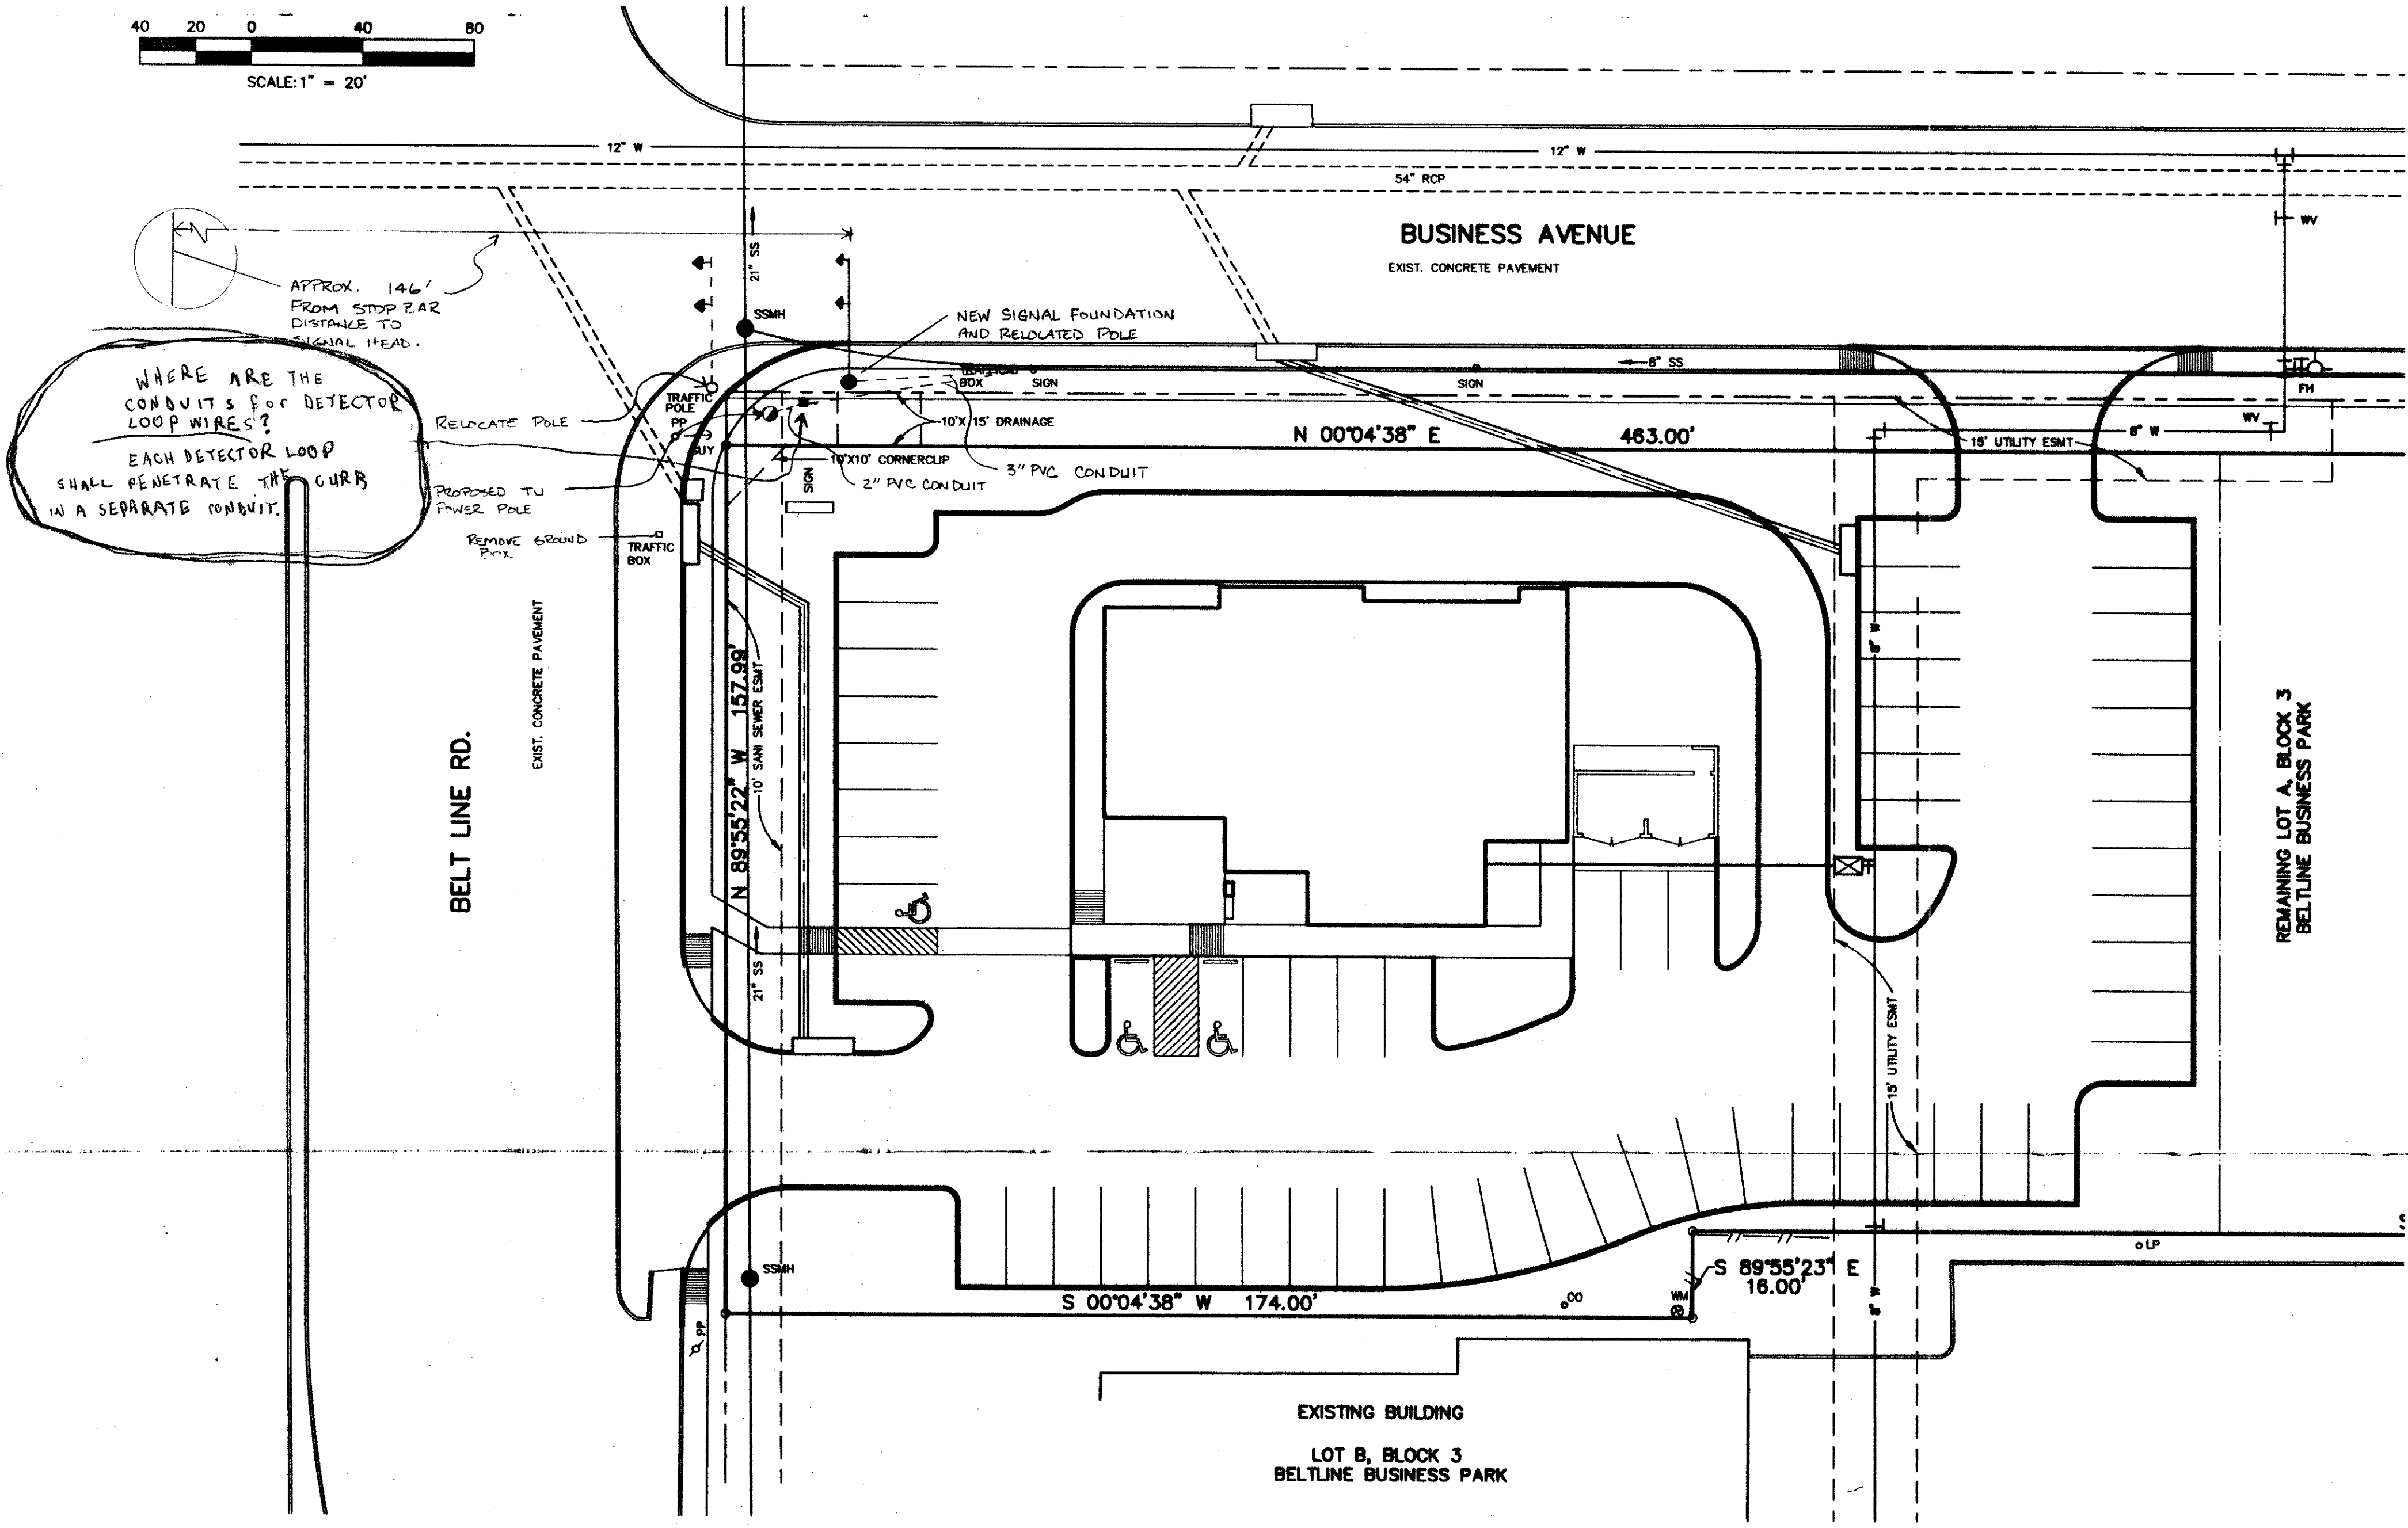 40 20 0 40 80
SCALE: 1" = 20'
12" W
12" W
54" RCP
BUSINESS AVENUE
EXIST. CONCRETE PAVEMENT
WV
21" SS
N
APPROX. 146'
FROM STOP BAR
DISTANCE TO
SIGNAL HEAD.
SSMH
NEW SIGNAL FOUNDATION
AND RELOCATED POLE
WHERE ARE THE
CONDUITS for DETECTOR
LOOP WIRES?
EACH DETECTOR LOOP
SHALL PENETRATE THE CURB
IN A SEPARATE CONDUIT.
BOX
SIGN
SIGN
8" SS
FH
TRAFFIC
POLE
PP
GUY
RELOCATE POLE
10'X 15' DRAINAGE
N 00°04'38" E 463.00'
15' UTILITY ESMT
8" W
WV
10'X10' CORNERCLIP
3" PVC CONDUIT
2" PVC CONDUIT
SIGN
PROPOSED TU
POWER POLE
REMOVE GROUND
BOX
TRAFFIC
BOX
EXIST. CONCRETE PAVEMENT
BELT LINE RD.
N 89°55'22" W 157.99'
10' SANI SEWER ESMT
21" SS
8" W
REMAINING LOT A, BLOCK 3
BELTLINE BUSINESS PARK
15' UTILITY ESMT
SSMH
PP
S 00°04'38" W 174.00'
CO
WM
S 89°55'23" E
16.00'
8" W
LP
EXISTING BUILDING
LOT B, BLOCK 3
BELTLINE BUSINESS PARK